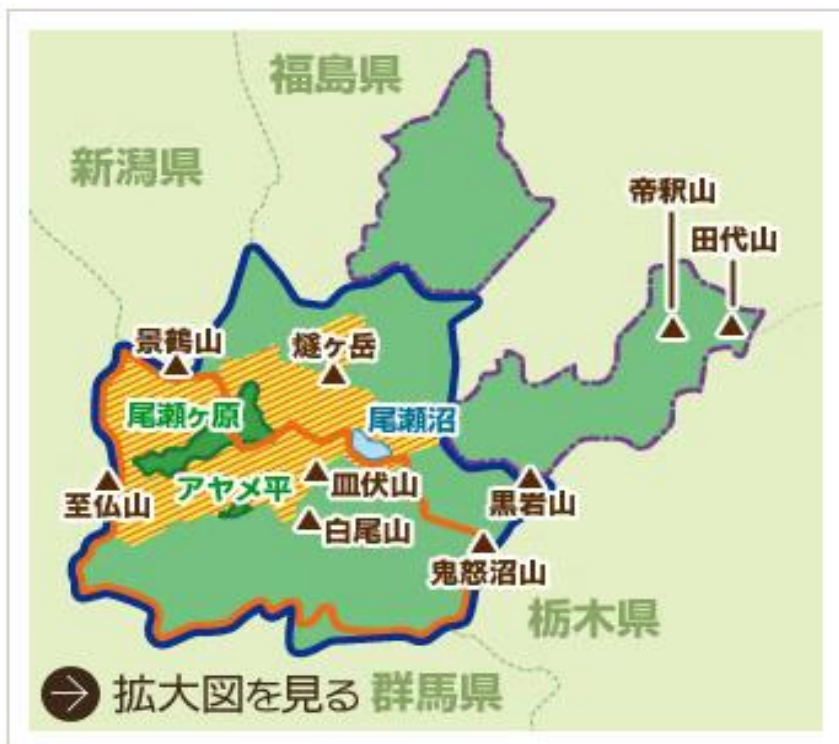 福島県
新潟県
帝釈山
田代山
景鶴山
燧ヶ岳
尾瀬ヶ原
尾瀬沼
アヤメ平
皿伏山
至仏山
黒岩山
白尾山
鬼怒沼山
栃木県
拡大図を見る
群馬県